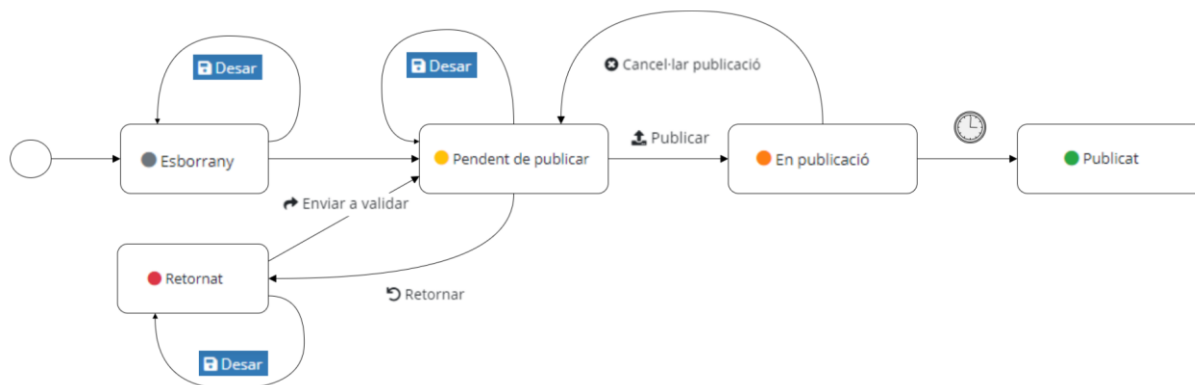 Desar
Desar
Cancel·lar publicació
Publicar
Esborrany
Pendent de publicar
En publicació
Publicat
Enviar a validar
Retornat
Retornar
Desar